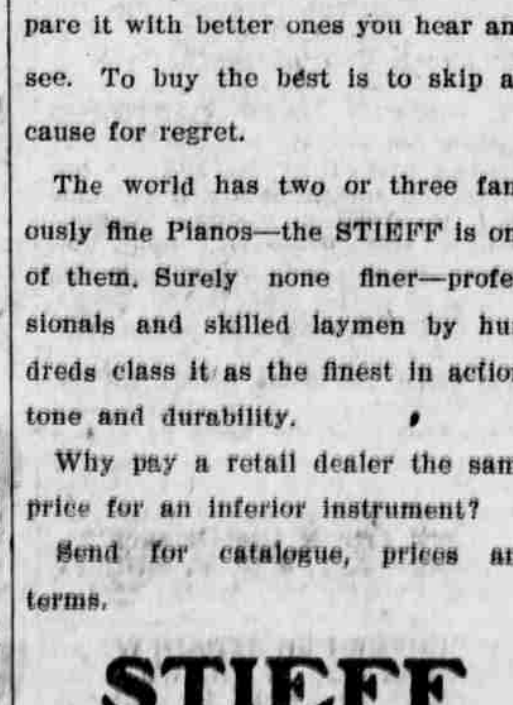 pare it with better ones you hear an
see. To buy the best is to skip a
cause for regret.
The world has two or three fam
ously fine Pianos—the STIEFF is on
of them. Surely none finer—profes
sionals and skilled laymen by hun
dreds class it as the finest in action
tone and durability.
Why pay a retail dealer the sam
price for an inferior instrument?
Send for catalogue, prices an
terms.
STIEFF